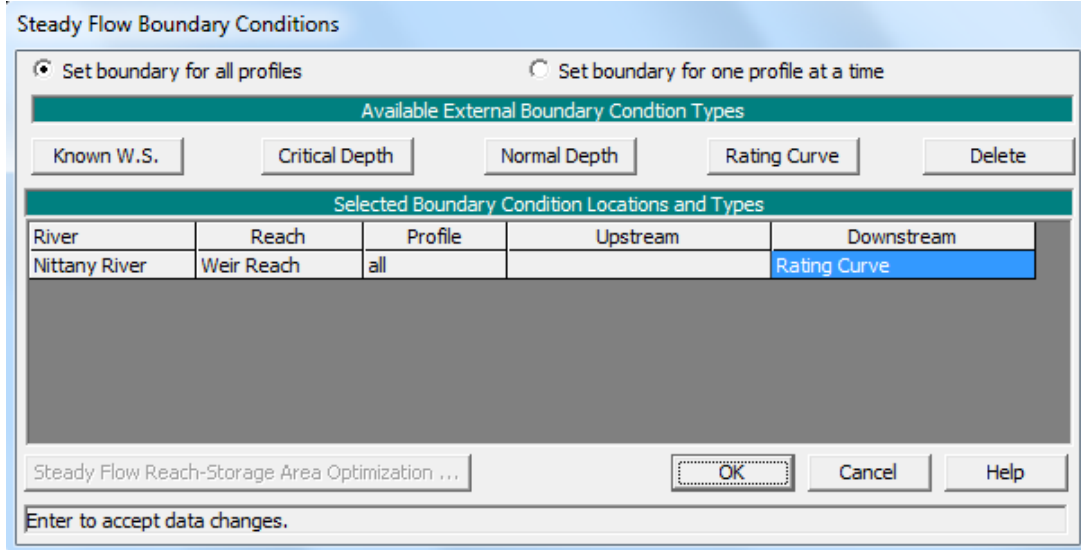 Steady Flow Boundary Conditions
Set boundary for all profiles Set boundary for one profile at a time
Available External Boundary Condtion Types
Known W.S. Critical Depth Normal Depth Rating Curve Delete
Selected Boundary Condition Locations and Types
River Reach Profile Upstream Downstream
Nittany River Weir Reach all Rating Curve
Steady Flow Reach-Storage Area Optimization ... OK Cancel Help
Enter to accept data changes.